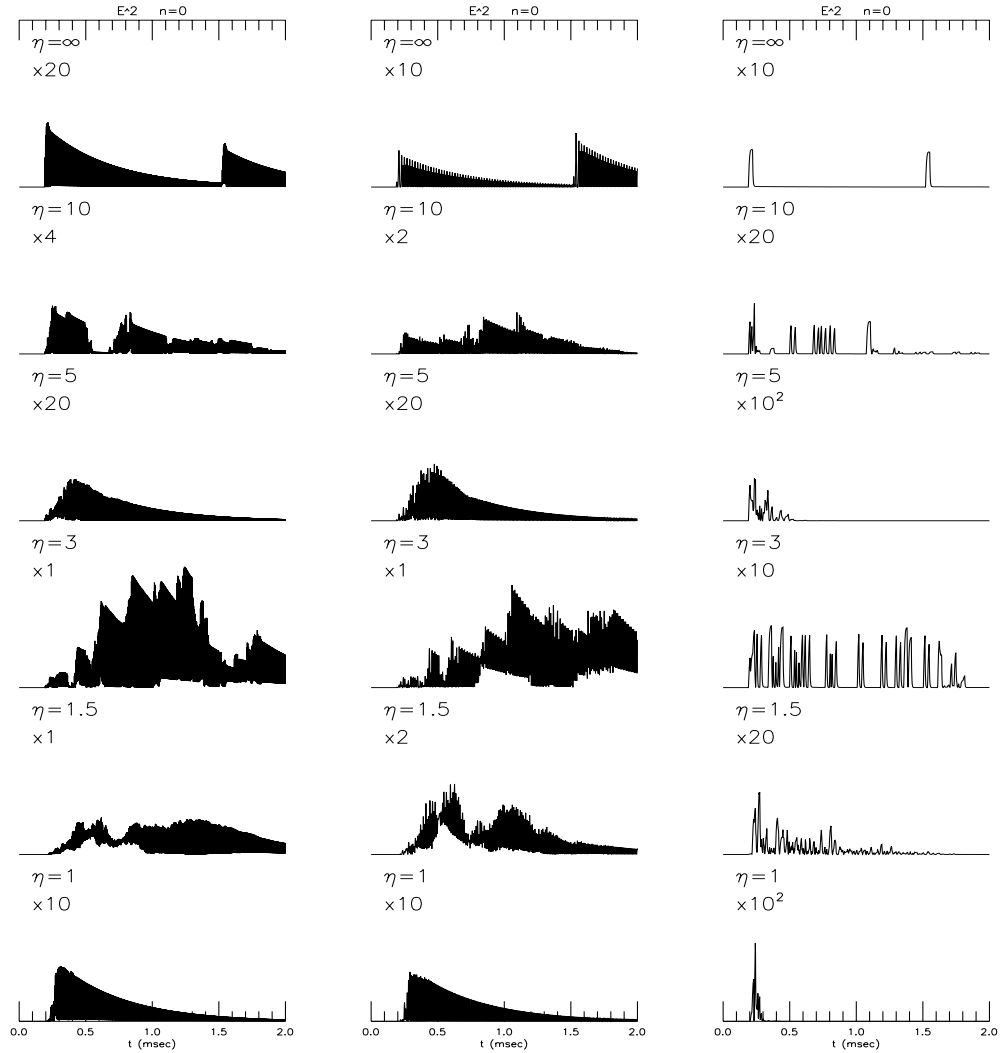 E^2 n=0 E^2 n=0 E^2 n=0
η=∞ η=∞ η=∞
×20 ×10 ×10
η=10 η=10 η=10
×4 ×2 ×20
η=5 η=5 η=5
×20 ×20 ×10²
η=3 η=3 η=3
×1 ×1 ×10
η=1.5 η=1.5 η=1.5
×1 ×2 ×20
η=1 η=1 η=1
×10 ×10 ×10²
0.0 0.5 1.0 1.5 2.0 0.0 0.5 1.0 1.5 2.0 0.0 0.5 1.0 1.5 2.0
t (msec) t (msec) t (msec)